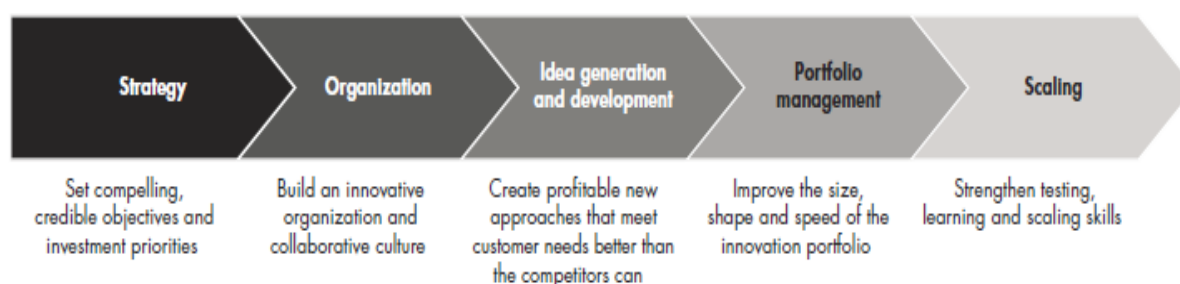 Strategy
Organization
Idea generation
and development
Portfolio
management
Scaling
Set compelling,
credible objectives and
investment priorities
Build an innovative
organization and
collaborative culture
Create profitable new
approaches that meet
customer needs better than
the competitors can
Improve the size,
shape and speed of the
innovation portfolio
Strengthen testing,
learning and scaling skills